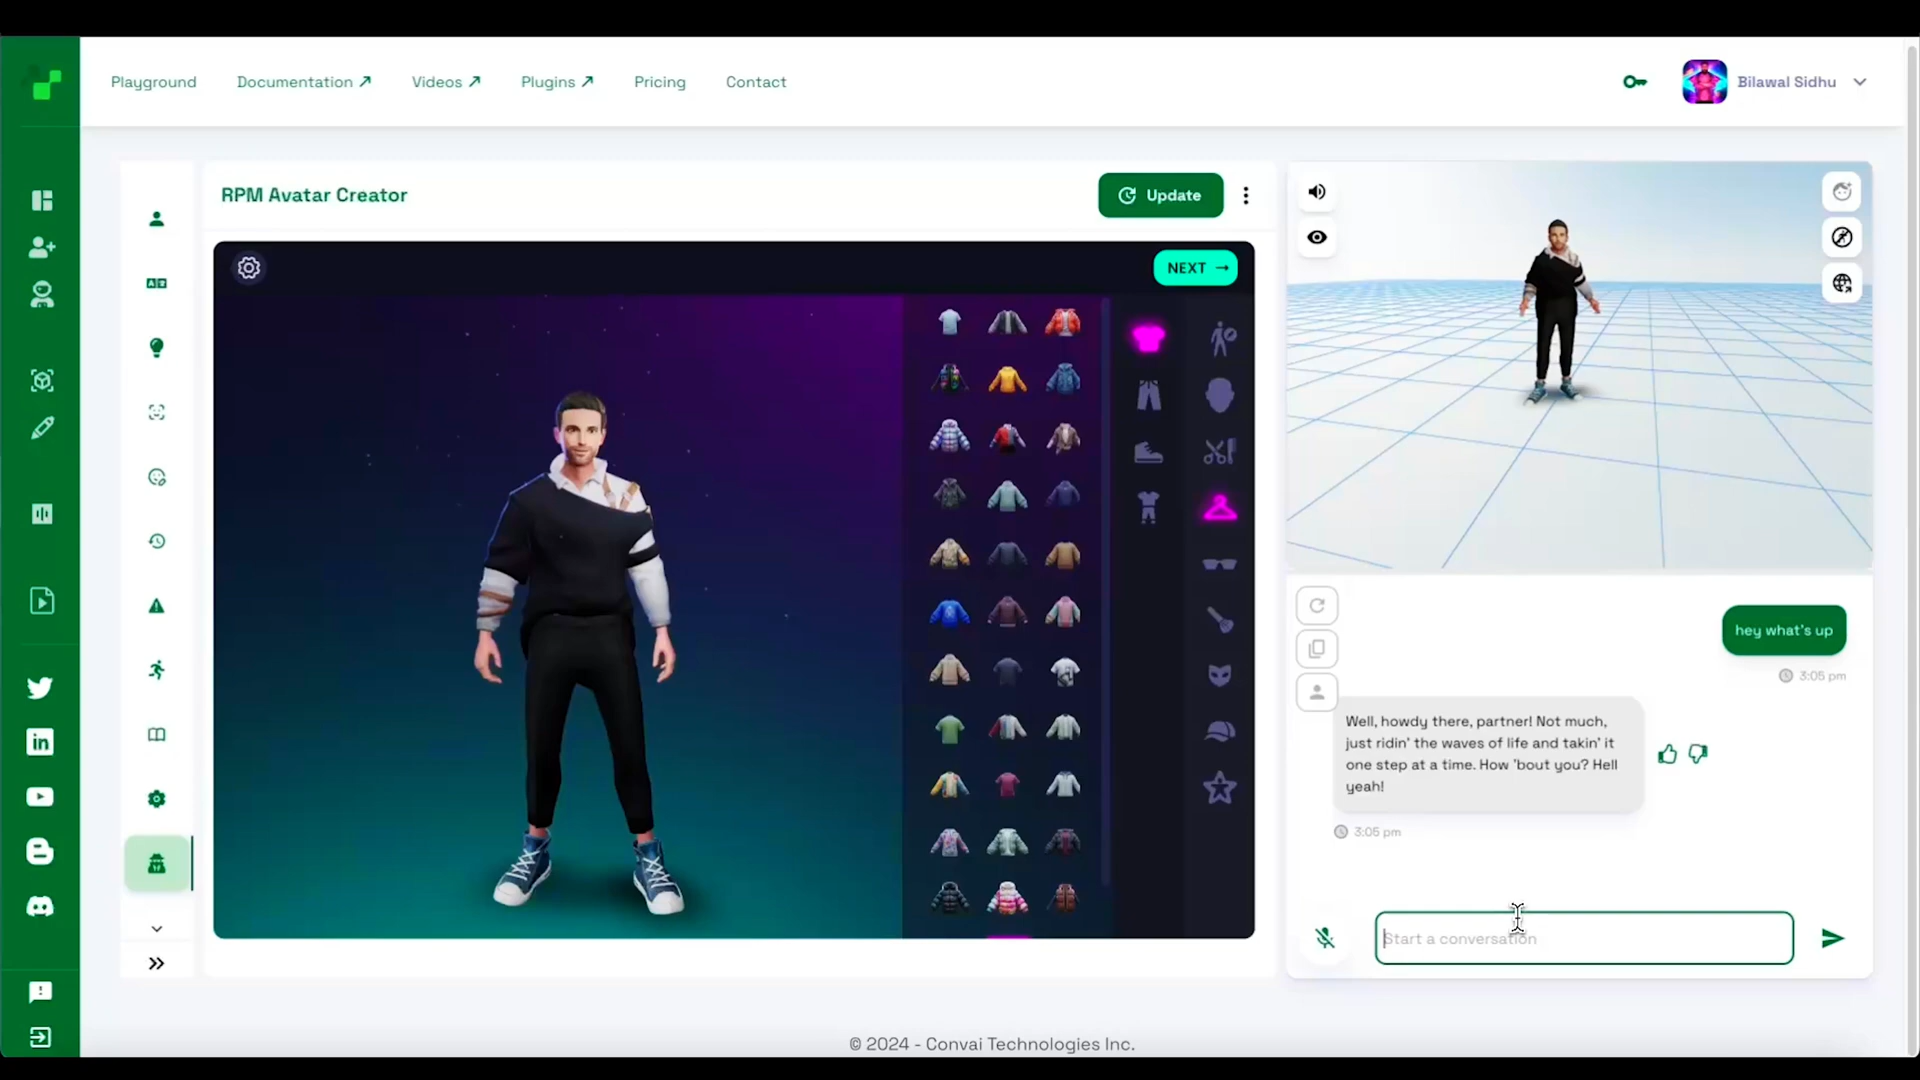 Playground
Documentation ↗
Videos ↗
Plugins ↗
Pricing
Contact
Bilawal Sidhu
RPM Avatar Creator
Update
NEXT →
hey what's up
3:05 pm
Well, howdy there, partner! Not much,
just ridin' the waves of life and takin' it
one step at a time. How 'bout you? Hell
yeah!
3:05 pm
Start a conversation
© 2024 - Convai Technologies Inc.